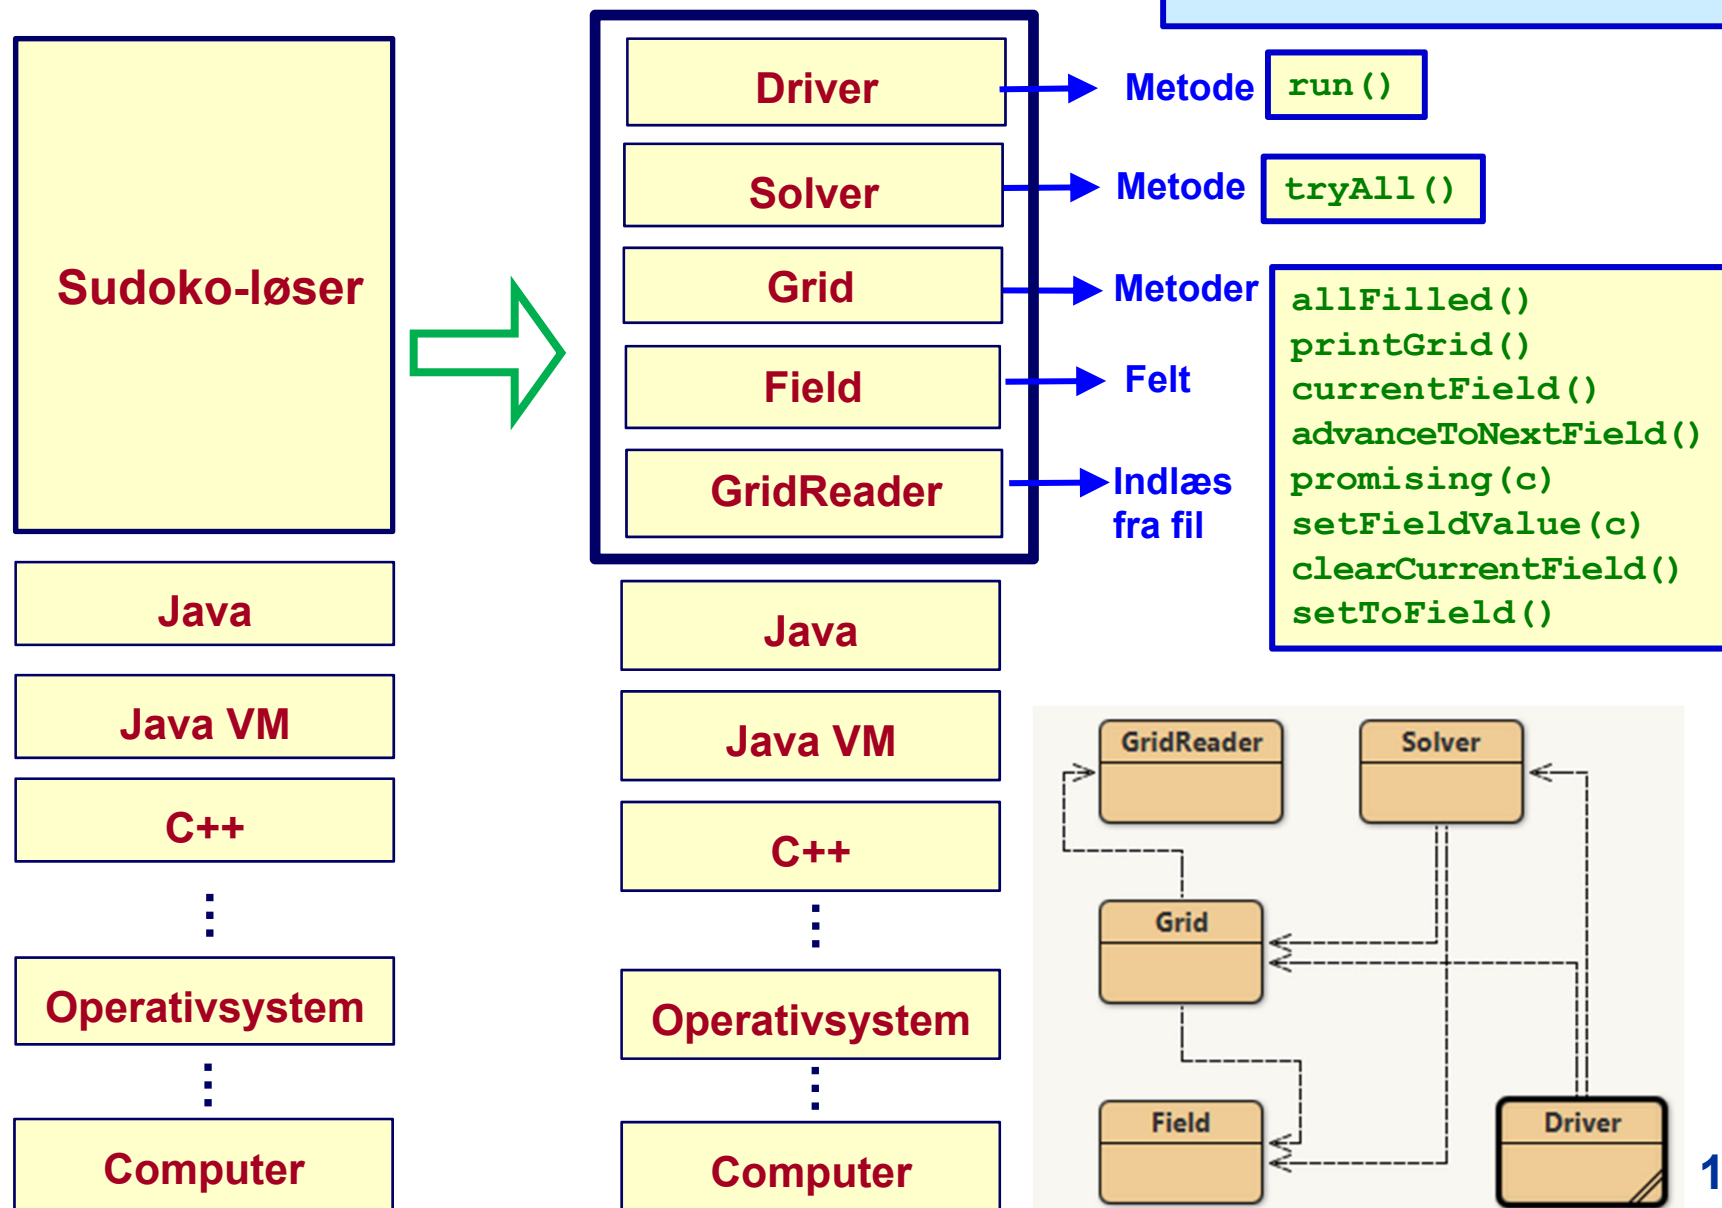 Sudoko-løser
Java
Java VM
C++
Operativsystem
Computer
Driver
Solver
Grid
Field
GridReader
Java
Java VM
C++
Operativsystem
Computer
Metode
run()
Metode
tryAll()
Metoder
allFilled()
printGrid()
currentField()
advanceToNextField()
promising(c)
setFieldValue(c)
clearCurrentField()
setToField()
Felt
Indlæs
fra fil
GridReader
Solver
Grid
Field
Driver
1